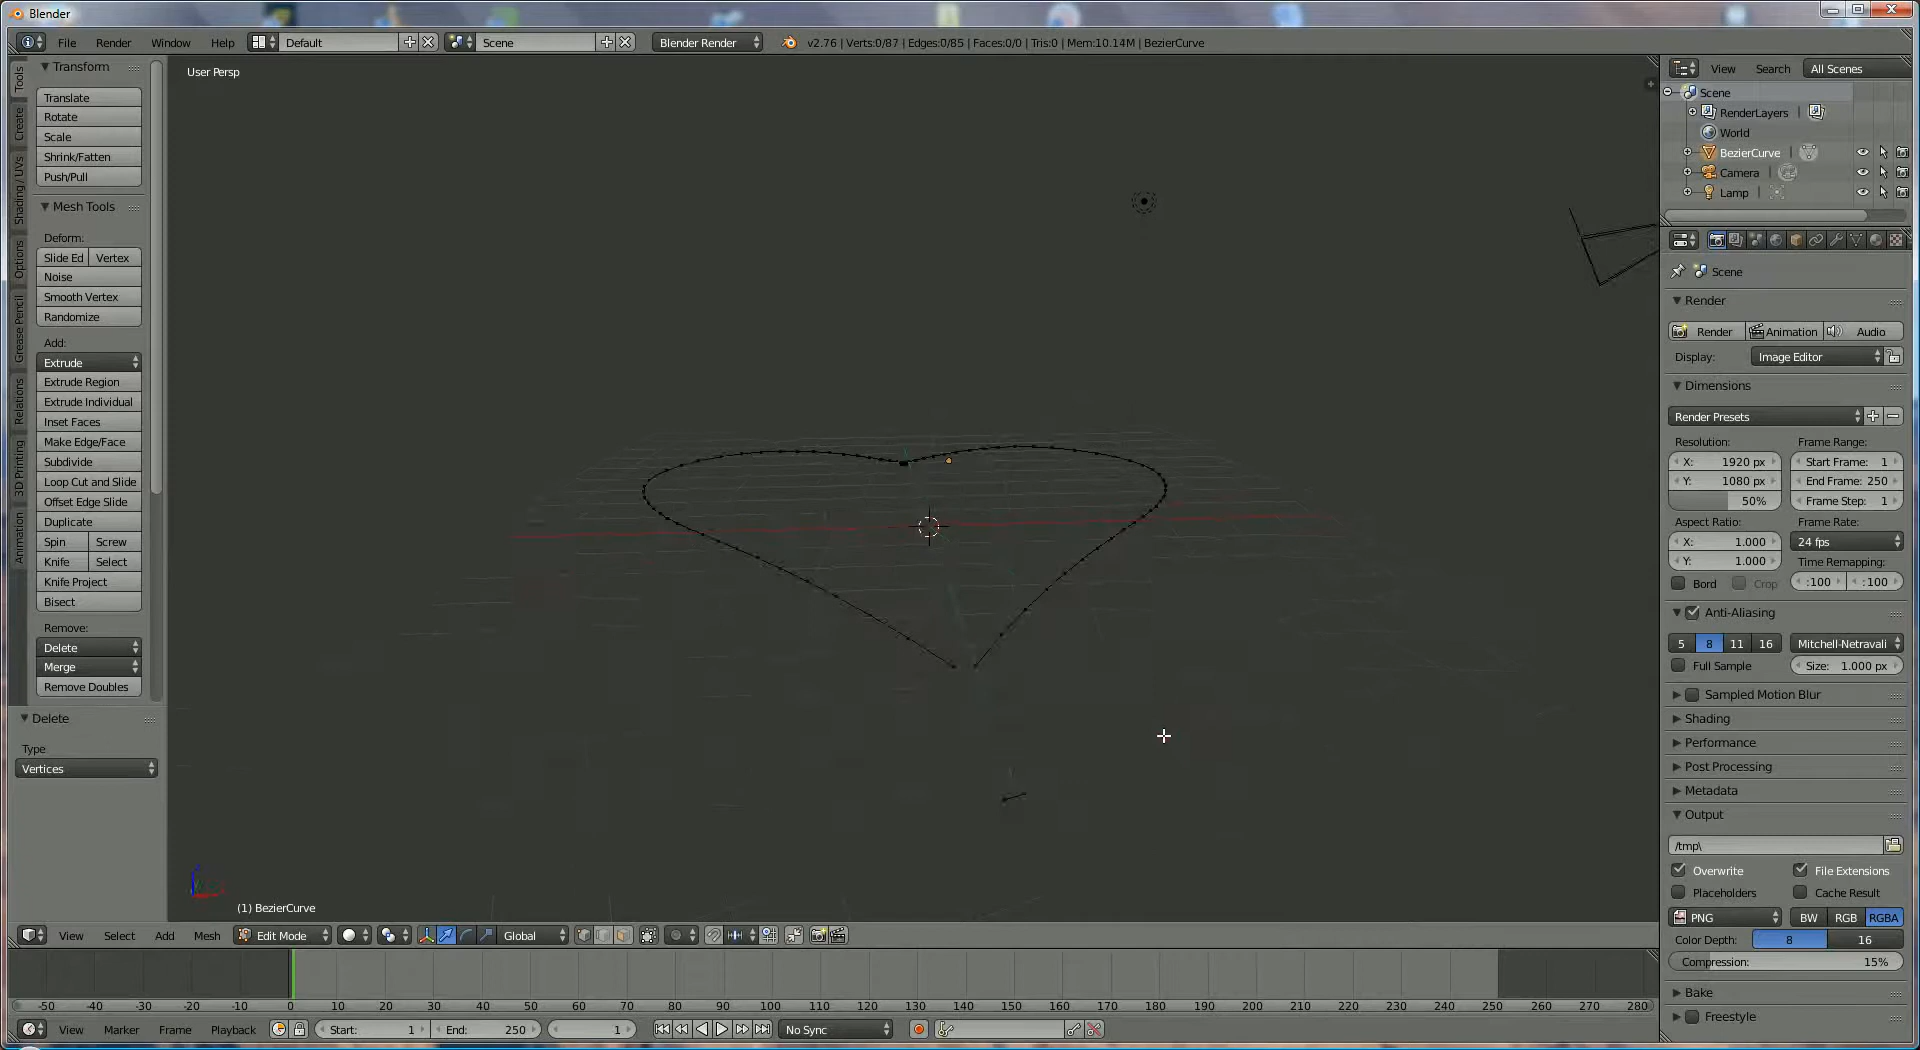 Blender
File Render Window Help Default Scene Blender Render v2.76 | Verts:0/87 | Edges:0/85 | Faces:0/0 | Tris:0 | Mem:10.14M | BezierCurve
Tools
Create
Shading / UVs
Options
Grease Pencil
Relations
3D Printing
Animation
Transform
Translate
Rotate
Scale
Shrink/Fatten
Push/Pull
Mesh Tools
Deform:
Slide Ed Vertex
Noise
Smooth Vertex
Randomize
Add:
Extrude
Extrude Region
Extrude Individual
Inset Faces
Make Edge/Face
Subdivide
Loop Cut and Slide
Offset Edge Slide
Duplicate
Spin Screw
Knife Select
Knife Project
Bisect
Remove:
Delete
Merge
Remove Doubles
Delete
Type
Vertices
User Persp
(1) BezierCurve
View Select Add Mesh Edit Mode Global
-50 -40 -30 -20 -10 0 10 20 30 40 50 60 70 80 90 100 110 120 130 140 150 160 170 180 190 200 210 220 230 240 250 260 270 280
View Marker Frame Playback Start: 1 End: 250 1 No Sync
View Search All Scenes
Scene
RenderLayers
World
BezierCurve
Camera
Lamp
Scene
Render
Render Animation Audio
Display: Image Editor
Dimensions
Render Presets
Resolution: Frame Range:
X: 1920 px Start Frame: 1
Y: 1080 px End Frame: 250
50% Frame Step: 1
Aspect Ratio: Frame Rate:
X: 1.000 24 fps
Y: 1.000 Time Remapping:
Bord Crop :100 :100
Anti-Aliasing
5 8 11 16 Mitchell-Netravali
Full Sample Size: 1.000 px
Sampled Motion Blur
Shading
Performance
Post Processing
Metadata
Output
/tmp\
Overwrite File Extensions
Placeholders Cache Result
PNG BW RGB RGBA
Color Depth: 8 16
Compression: 15%
Bake
Freestyle